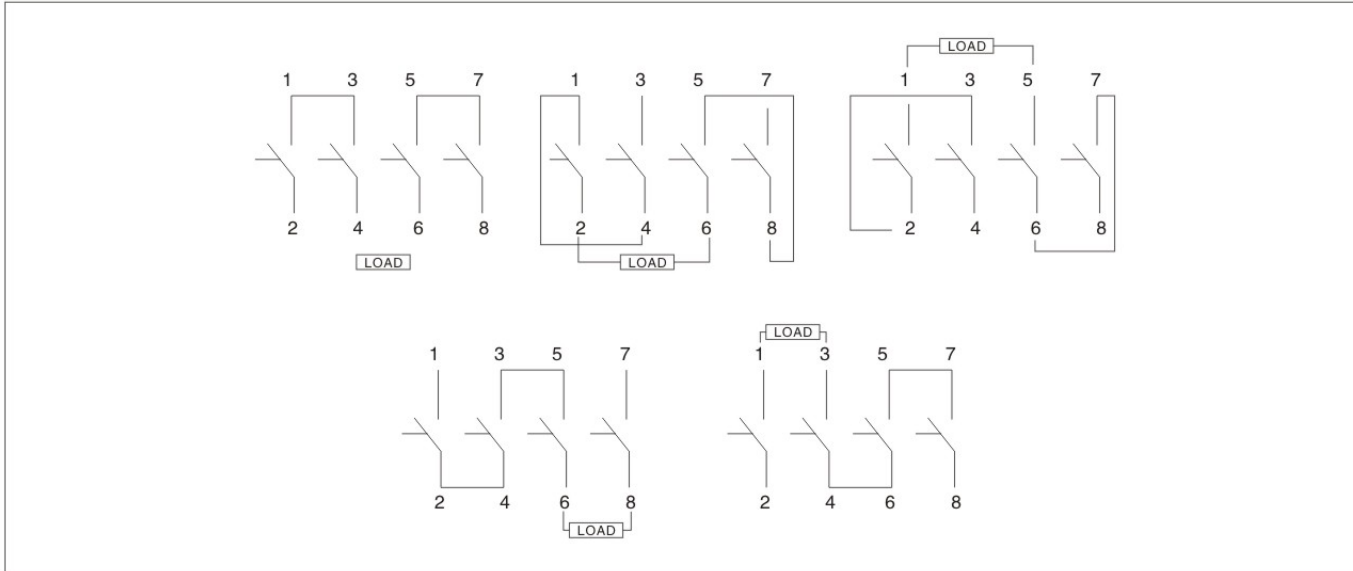 LOAD
1 3 5 7 1 3 5 7 1 3 5 7
2 4 6 8 2 4 6 8 2 4 6 8
LOAD LOAD
LOAD
1 3 5 7 1 3 5 7
2 4 6 8 2 4 6 8
LOAD